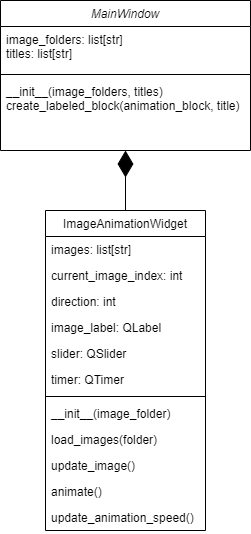 MainWindow
image_folders: list[str]
titles: list[str]
__init__(image_folders, titles)
create_labeled_block(animation_block, title)
ImageAnimationWidget
images: list[str]
current_image_index: int
direction: int
image_label: QLabel
slider: QSlider
timer: QTimer
__init__(image_folder)
load_images(folder)
update_image()
animate()
update_animation_speed()